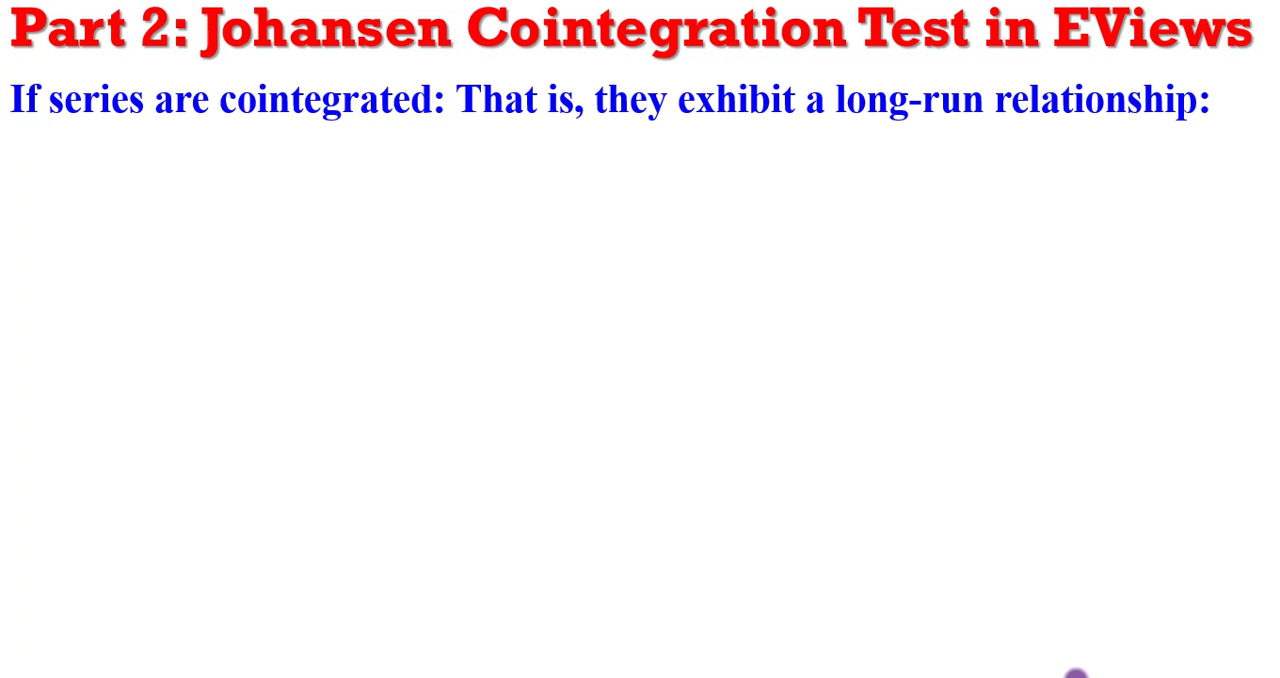 Part 2: Johansen Cointegration Test in EViews
If series are cointegrated: That is, they exhibit a long-run relationship: